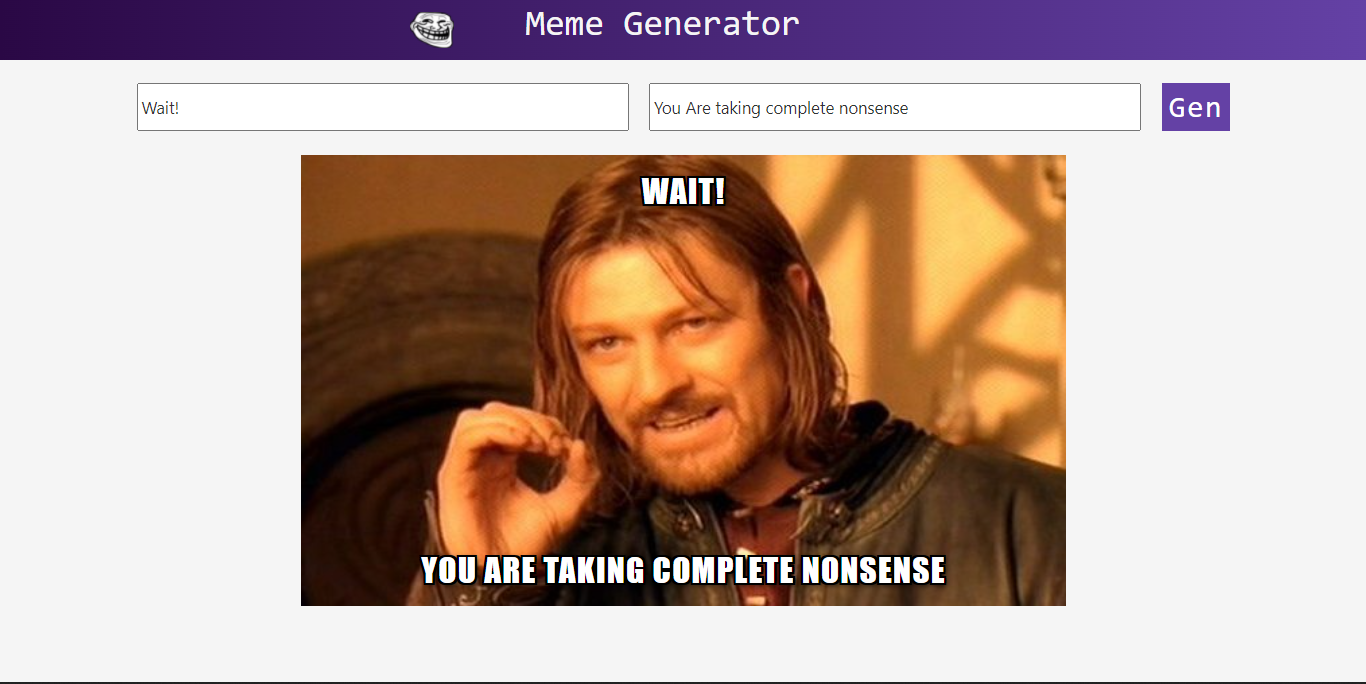 Meme Generator
Wait!
You Are taking complete nonsense
Gen
WAIT!
YOU ARE TAKING COMPLETE NONSENSE